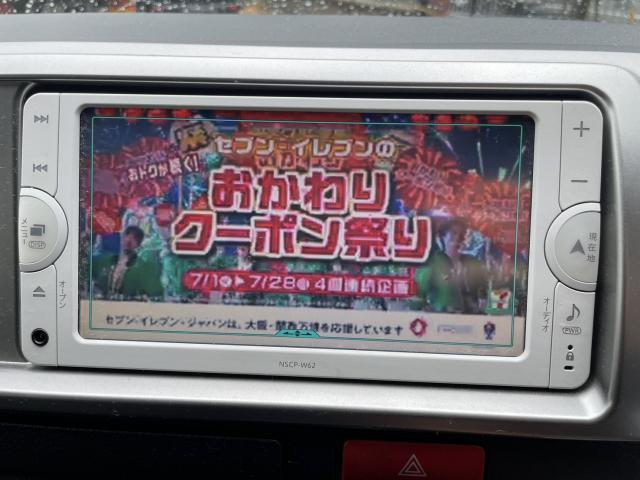 セブン-イレブンの
おトクが続く!
おかわり
クーポン祭り
7/1 7/28 4週連続企画
セブン-イレブン・ジャパンは、大阪・関西万博を応援しています
メニュー
DISP
オープン
現在地
オーディオ
PWR
NSCP-W62